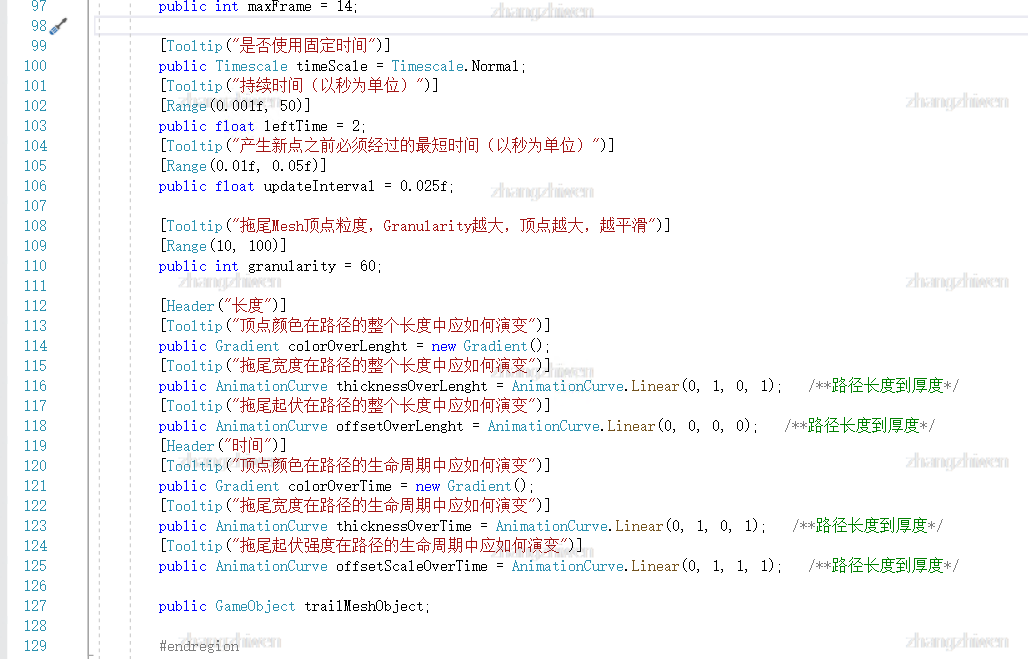 97 public int maxFrame = 14;
98
99 [Tooltip("是否使用固定时间")]
100 public Timescale timeScale = Timescale.Normal;
101 [Tooltip("持续时间（以秒为单位）")]
102 [Range(0.001f, 50)]
103 public float leftTime = 2;
104 [Tooltip("产生新点之前必须经过的最短时间（以秒为单位）")]
105 [Range(0.01f, 0.05f)]
106 public float updateInterval = 0.025f;
107
108 [Tooltip("拖尾Mesh顶点粒度，Granularity越大，顶点越大，越平滑")]
109 [Range(10, 100)]
110 public int granularity = 60;
111
112 [Header("长度")]
113 [Tooltip("顶点颜色在路径的整个长度中应如何演变")]
114 public Gradient colorOverLenght = new Gradient();
115 [Tooltip("拖尾宽度在路径的整个长度中应如何演变")]
116 public AnimationCurve thicknessOverLenght = AnimationCurve.Linear(0, 1, 0, 1); /**路径长度到厚度*/
117 [Tooltip("拖尾起伏在路径的整个长度中应如何演变")]
118 public AnimationCurve offsetOverLenght = AnimationCurve.Linear(0, 0, 0, 0); /**路径长度到厚度*/
119 [Header("时间")]
120 [Tooltip("顶点颜色在路径的生命周期中应如何演变")]
121 public Gradient colorOverTime = new Gradient();
122 [Tooltip("拖尾宽度在路径的生命周期中应如何演变")]
123 public AnimationCurve thicknessOverTime = AnimationCurve.Linear(0, 1, 0, 1); /**路径长度到厚度*/
124 [Tooltip("拖尾起伏强度在路径的生命周期中应如何演变")]
125 public AnimationCurve offsetScaleOverTime = AnimationCurve.Linear(0, 1, 1, 1); /**路径长度到厚度*/
126
127 public GameObject trailMeshObject;
128
129 #endregion
zhangzhiwen
zhangzhiwen
zhangzhiwen
zhangzhiwen
zhangzhiwen
zhangzhiwen
zhangzhiwen
zhangzhiwen
zhangzhiwen
zhangzhiwen
zhangzhiwen
zhangzhiwen